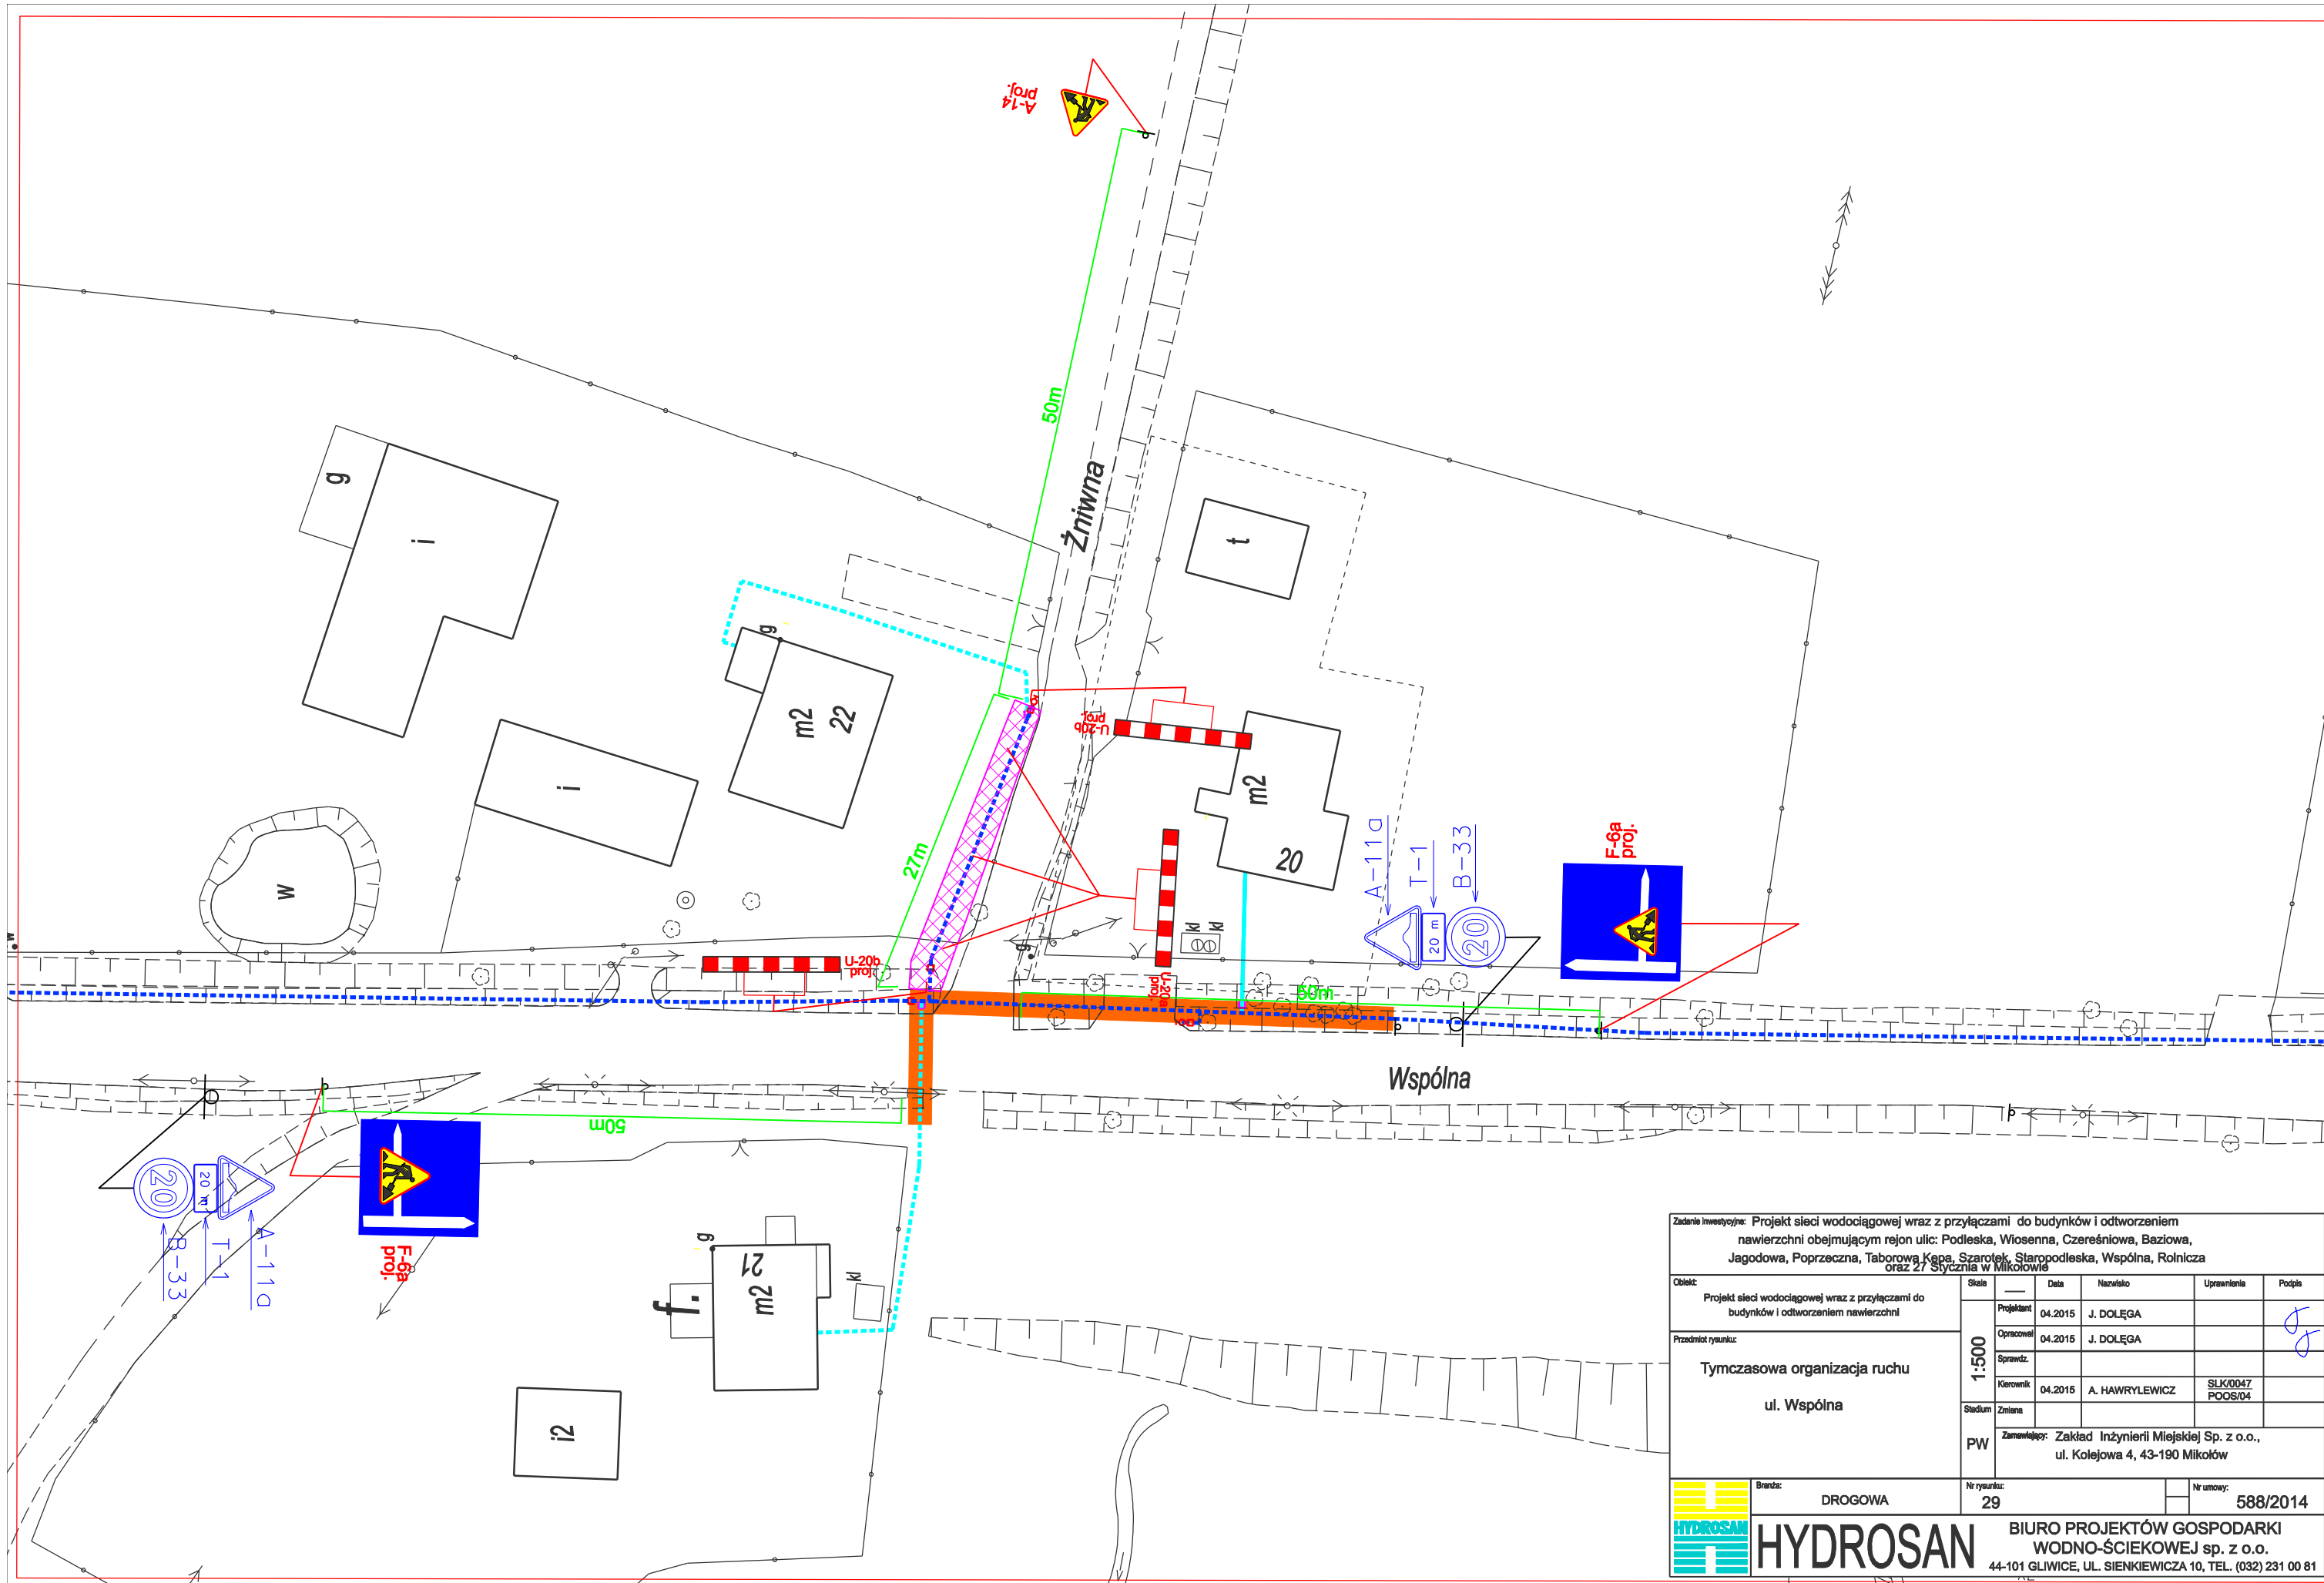 A-14
proj.
50m
Żniwna
g
i
t
g
m2
22
i
U-20b
proj.
m2
20
27m
w
A-11a
T-1
B-33
20 m
20
F-6a
proj.
kl
kl
g
w
U-20b
proj.
U-20a
proj.
50m
Wspólna
50m
20
20 m
B-33
T-1
A-11a
F-6a
proj.
g
21
m2
f.
kl
i2
Zadanie inwestycyjne: Projekt sieci wodociągowej wraz z przyłączami do budynków i odtworzeniem
nawierzchni obejmującym rejon ulic: Podleska, Wiosenna, Czereśniowa, Baziowa,
Jagodowa, Poprzeczna, Taborowa Kępa, Szarotek, Staropodleska, Wspólna, Rolnicza
oraz 27 Stycznia w Mikołowie
Obiekt:
Projekt sieci wodociągowej wraz z przyłączami do
budynków i odtworzeniem nawierzchni
Skala
Data
Nazwisko
Uprawnienia
Podpis
1:500
Projektant
04.2015
J. DOLĘGA
Opracował
04.2015
J. DOLĘGA
Sprawdz.
Kierownik
04.2015
A. HAWRYLEWICZ
SLK/0047
POOS/04
Przedmiot rysunku:
Tymczasowa organizacja ruchu
ul. Wspólna
Stadium
Zmiana
PW
Zamawiający: Zakład Inżynierii Miejskiej Sp. z o.o.,
ul. Kolejowa 4, 43-190 Mikołów
Branża:
DROGOWA
Nr rysunku:
29
Nr umowy:
588/2014
HYDROSAN
HYDROSAN
BIURO PROJEKTÓW GOSPODARKI
WODNO-ŚCIEKOWEJ sp. z o.o.
44-101 GLIWICE, UL. SIENKIEWICZA 10, TEL. (032) 231 00 81